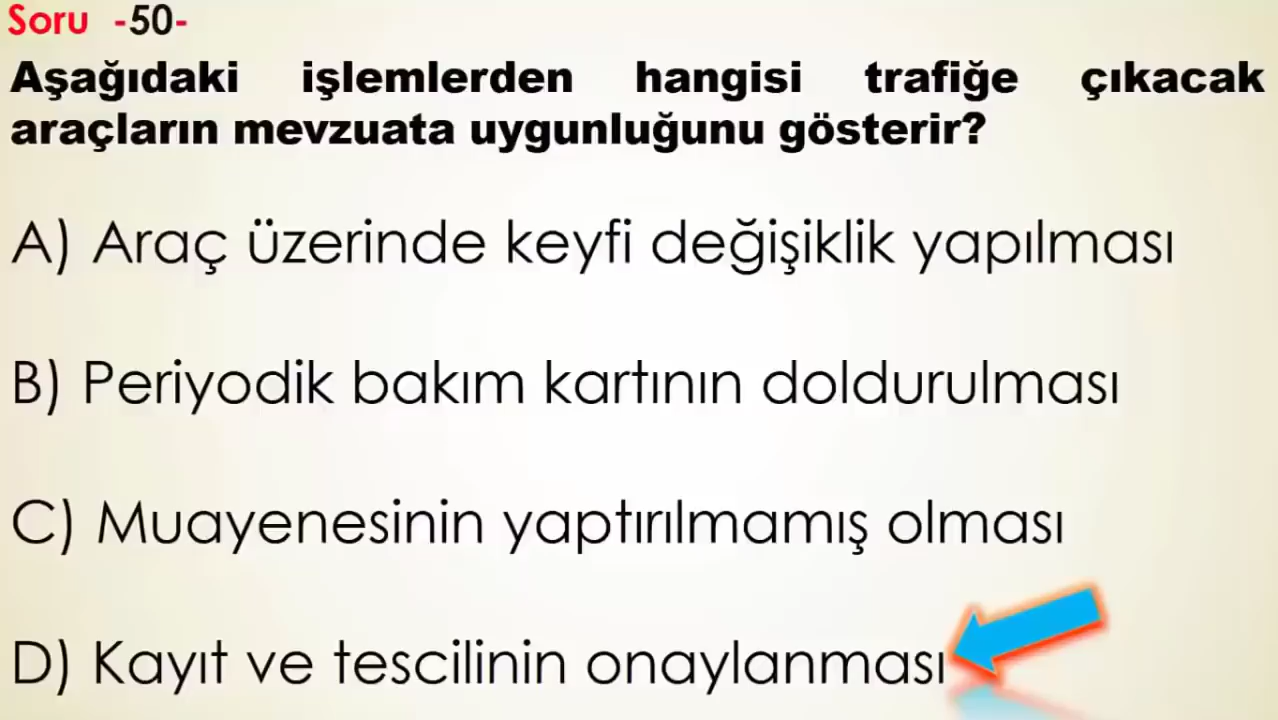 Soru -50-
Aşağıdaki işlemlerden hangisi trafiğe çıkacak
araçların mevzuata uygunluğunu gösterir?
A) Araç üzerinde keyfi değişiklik yapılması
B) Periyodik bakım kartının doldurulması
C) Muayenesinin yaptırılmamış olması
D) Kayıt ve tescilinin onaylanması